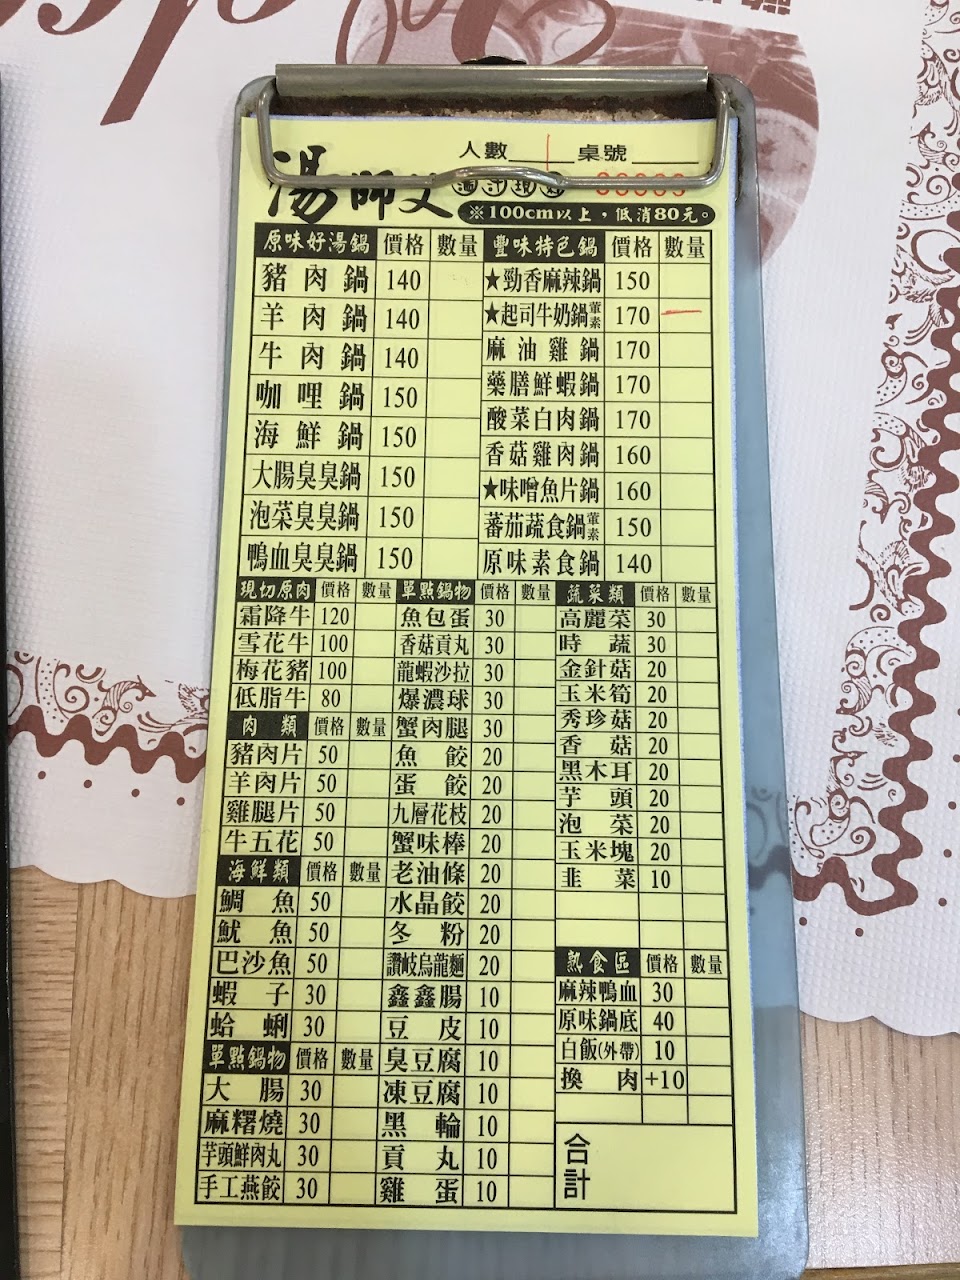 人數 桌號
湯師父
※100cm以上，低消80元。
原味好湯鍋 價格 數量
豬肉鍋 140
羊肉鍋 140
牛肉鍋 140
咖哩鍋 150
海鮮鍋 150
大腸臭臭鍋 150
泡菜臭臭鍋 150
鴨血臭臭鍋 150
豐味特色鍋 價格 數量
★勁香麻辣鍋 150
★起司牛奶鍋葷素 170
麻油雞鍋 170
藥膳鮮蝦鍋 170
酸菜白肉鍋 170
香菇雞肉鍋 160
★味噌魚片鍋 160
蕃茄蔬食鍋葷素 150
原味素食鍋 140
現切原肉 價格 數量
霜降牛 120
雪花牛 100
梅花豬 100
低脂牛 80
肉類 價格 數量
豬肉片 50
羊肉片 50
雞腿片 50
牛五花 50
海鮮類 價格 數量
鯛魚 50
魷魚 50
巴沙魚 50
蝦子 30
蛤蜊 30
單點鍋物 價格 數量
大腸 30
麻糬燒 30
芋頭鮮肉丸 30
手工燕餃 30
單點鍋物 價格 數量
魚包蛋 30
香菇貢丸 30
龍蝦沙拉 30
爆濃球 30
蟹肉腿 30
魚餃 20
蛋餃 20
九層花枝 20
蟹味棒 20
老油條 20
水晶餃 20
冬粉 20
讚岐烏龍麵 20
鑫鑫腸 10
豆皮 10
臭豆腐 10
凍豆腐 10
黑輪 10
貢丸 10
雞蛋 10
蔬菜類 價格 數量
高麗菜 30
時蔬 30
金針菇 20
玉米筍 20
秀珍菇 20
香菇 20
黑木耳 20
芋頭 20
泡菜 20
玉米塊 20
韭菜 10
熟食區 價格 數量
麻辣鴨血 30
原味鍋底 40
白飯(外帶) 10
換肉 +10
合計